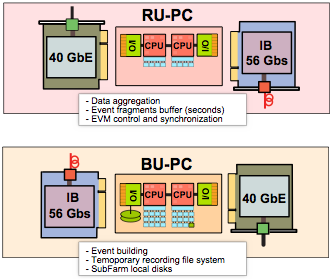 RU-PC
40 GbE
I/O
CPU
CPU
I/O
IB
56 Gbs
- Data aggregation
- Event fragments buffer (seconds)
- EVM control and synchronization
BU-PC
IB
56 Gbs
I/O
CPU
CPU
I/O
40 GbE
- Event building
- Temoporary recording file system
- SubFarm local disks